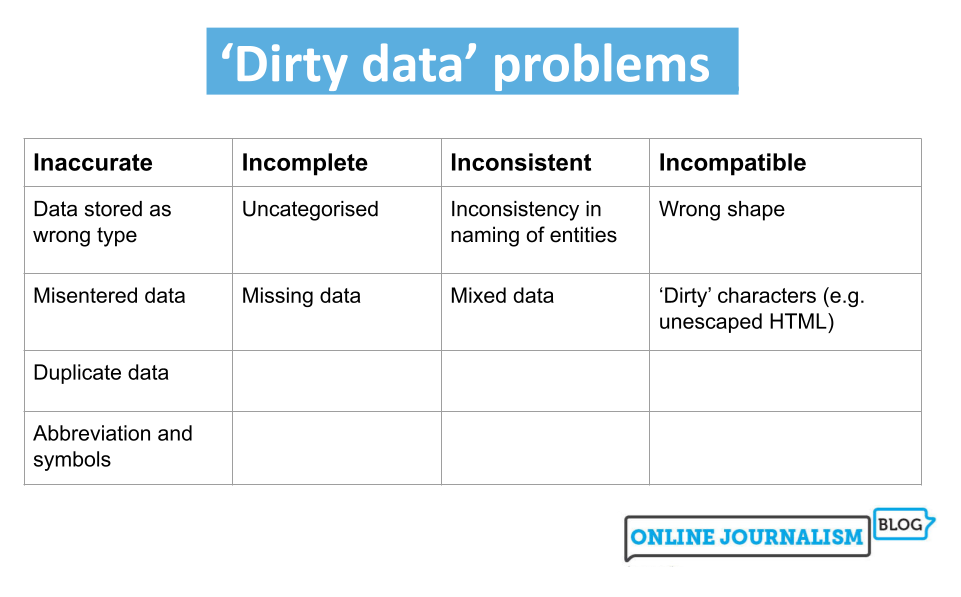 ‘Dirty data’ problems
Inaccurate
Incomplete
Inconsistent
Incompatible
Data stored as
wrong type
Uncategorised
Inconsistency in
naming of entities
Wrong shape
Misentered data
Missing data
Mixed data
‘Dirty’ characters (e.g.
unescaped HTML)
Duplicate data
Abbreviation and
symbols
ONLINE JOURNALISM
BLOG